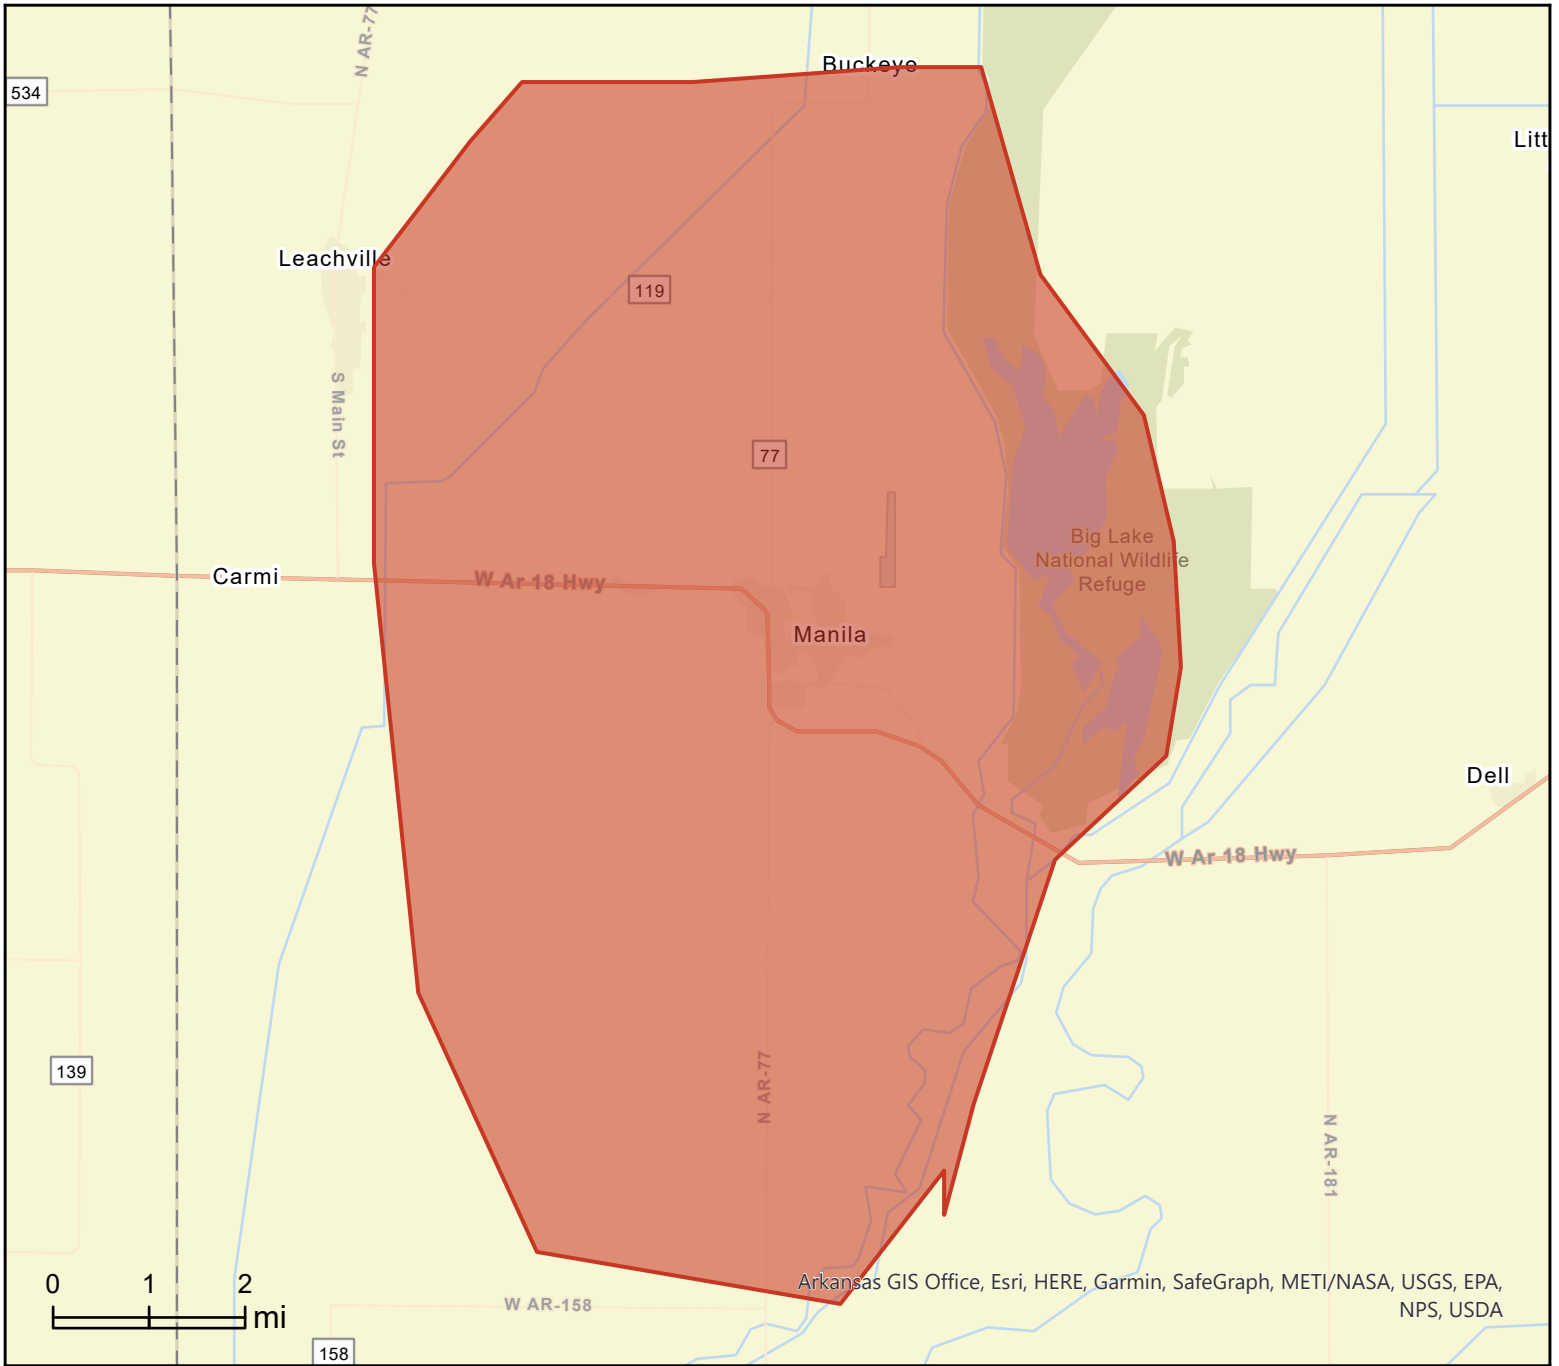 N AR-77
Buckeye
534
Litt
Leachville
119
S Main St
77
Big Lake
National Wildlife
Refuge
Carmi
W Ar 18 Hwy
Manila
Dell
W Ar 18 Hwy
139
N AR-77
N AR-181
0 1 2
mi
Arkansas GIS Office, Esri, HERE, Garmin, SafeGraph, METI/NASA, USGS, EPA,
NPS, USDA
W AR-158
158